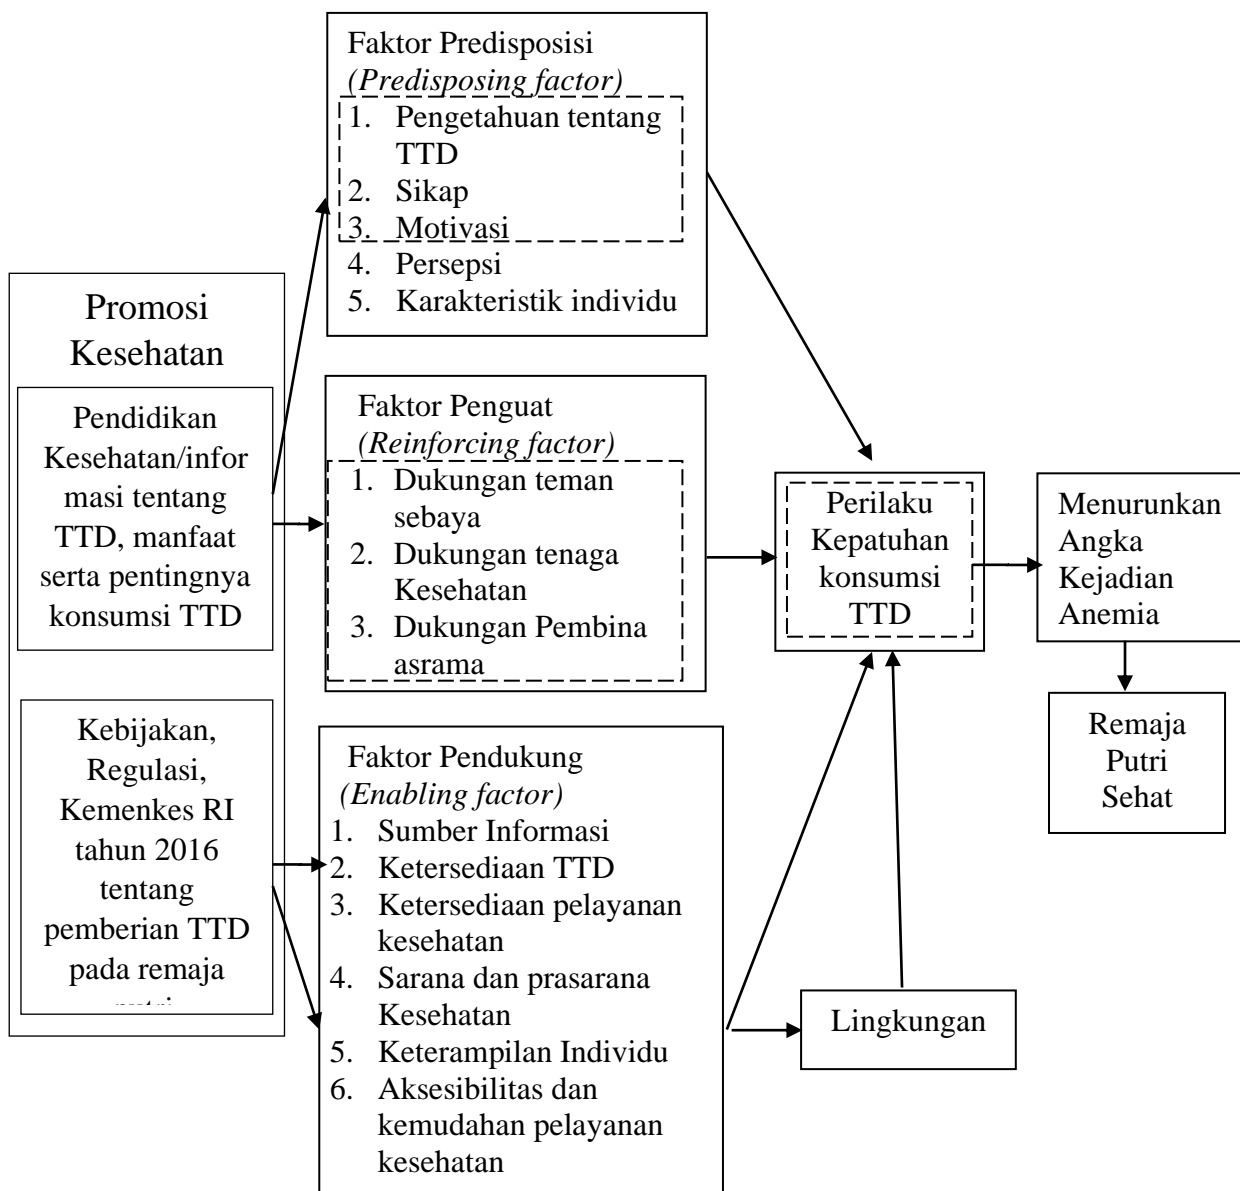 Promosi
Kesehatan
Pendidikan
Kesehatan/infor
masi tentang
TTD, manfaat
serta pentingnya
konsumsi TTD
Kebijakan,
Regulasi,
Kemenkes RI
tahun 2016
tentang
pemberian TTD
pada remaja
Faktor Predisposisi
(Predisposing factor)
1. Pengetahuan tentang
TTD
2. Sikap
3. Motivasi
4. Persepsi
5. Karakteristik individu
Faktor Penguat
(Reinforcing factor)
1. Dukungan teman
sebaya
2. Dukungan tenaga
Kesehatan
3. Dukungan Pembina
asrama
Faktor Pendukung
(Enabling factor)
1. Sumber Informasi
2. Ketersediaan TTD
3. Ketersediaan pelayanan
kesehatan
4. Sarana dan prasarana
Kesehatan
5. Keterampilan Individu
6. Aksesibilitas dan
kemudahan pelayanan
kesehatan
Perilaku
Kepatuhan
konsumsi
TTD
Lingkungan
Menurunkan
Angka
Kejadian
Anemia
Remaja
Putri
Sehat